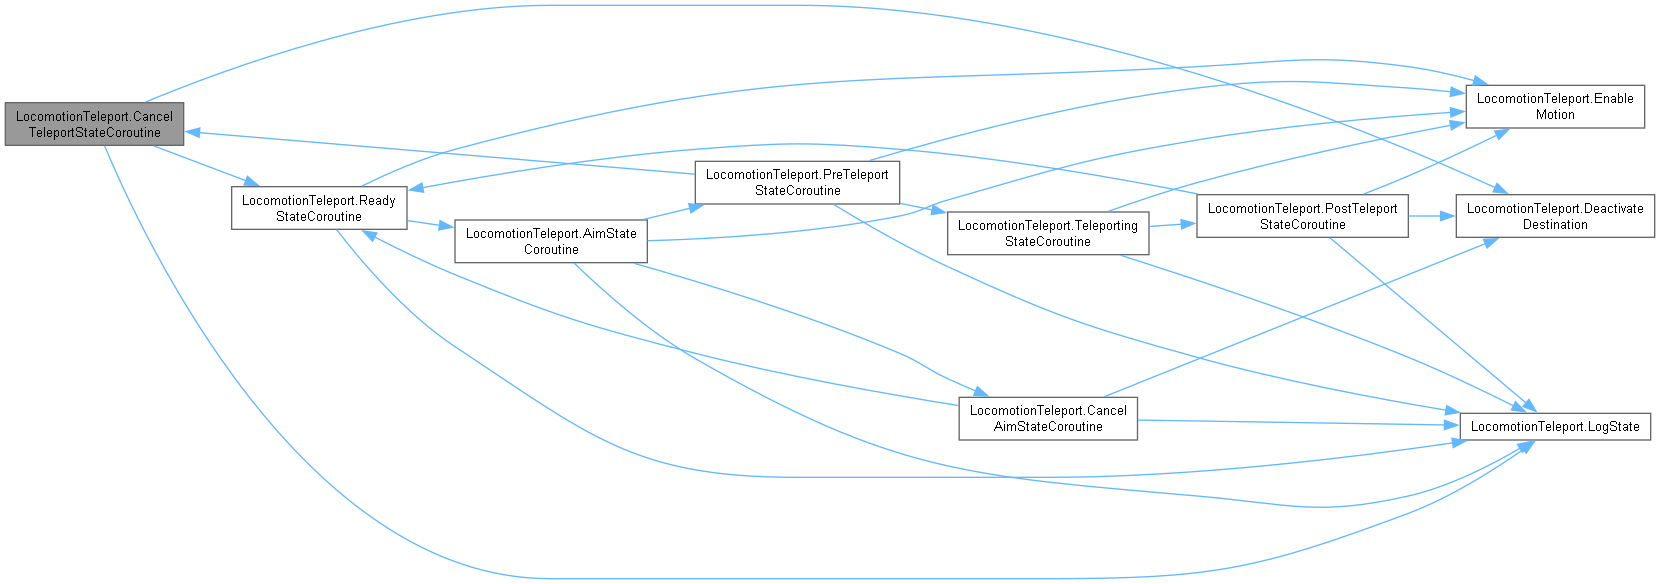 LocomotionTeleport.Cancel
TeleportStateCoroutine
LocomotionTeleport.Ready
StateCoroutine
LocomotionTeleport.AimState
Coroutine
LocomotionTeleport.PreTeleport
StateCoroutine
LocomotionTeleport.Teleporting
StateCoroutine
LocomotionTeleport.PostTeleport
StateCoroutine
LocomotionTeleport.Enable
Motion
LocomotionTeleport.Deactivate
Destination
LocomotionTeleport.Cancel
AimStateCoroutine
LocomotionTeleport.LogState